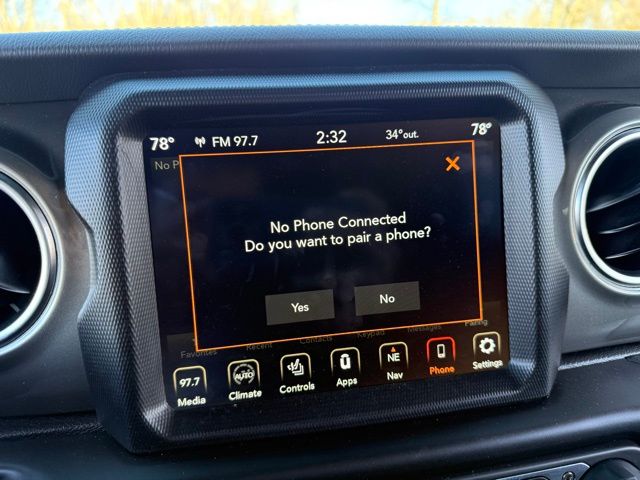 78° FM 97.7 2:32 34°out. 78°
No P
No Phone Connected
Do you want to pair a phone?
Yes No
Favorites Recent Contacts Keypad Messages Pairing
97.7 AUTO NE
Media Climate Controls Apps Nav Phone Settings